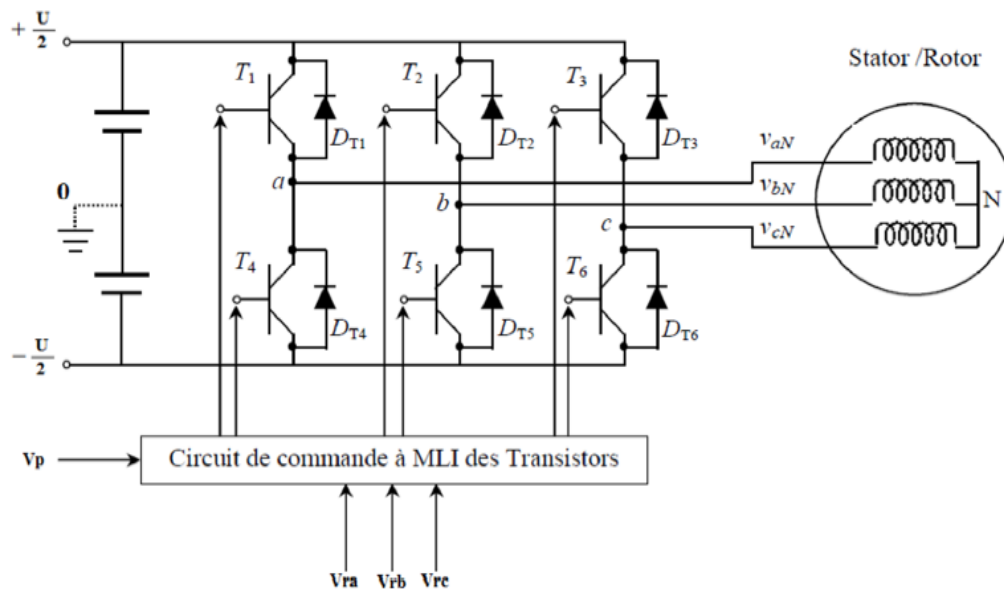 + U/2
T1
T2
T3
Stator /Rotor
DT1
DT2
DT3
vaN
a
0
b
vbN
N
c
vcN
T4
T5
T6
DT4
DT5
DT6
− U/2
Vp
Circuit de commande à MLI des Transistors
Vra
Vrb
Vrc